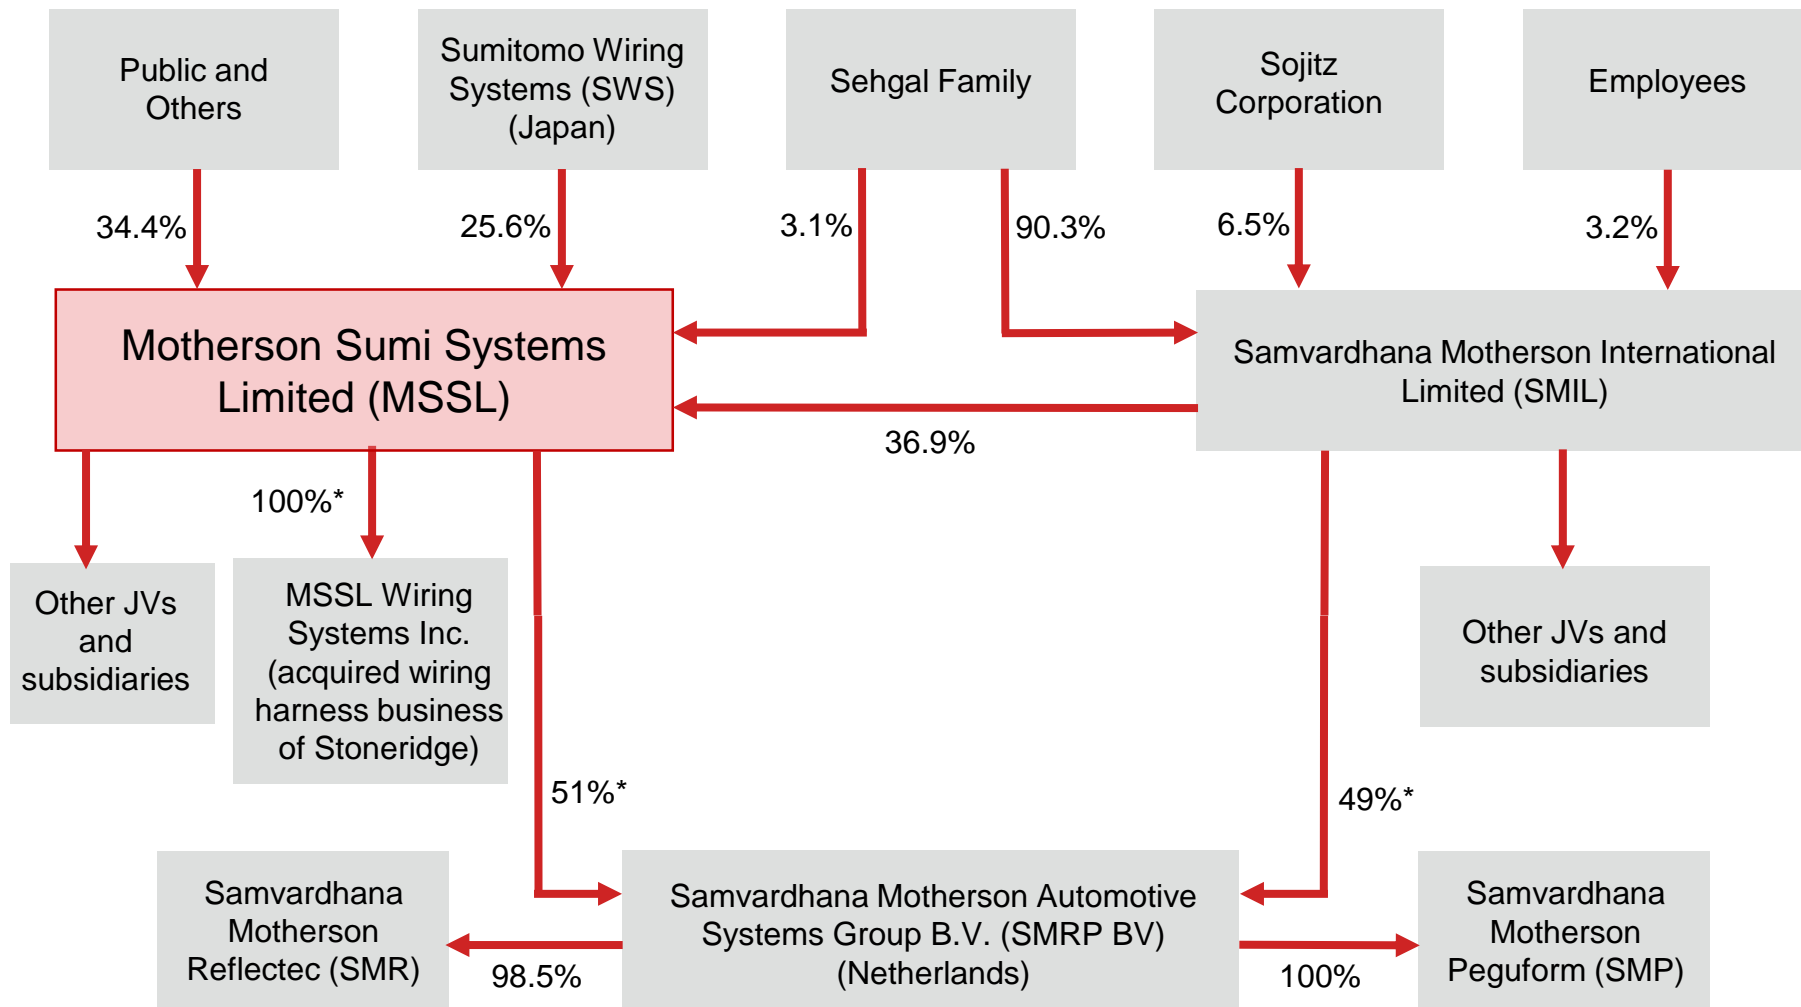 Public and
Others
Sumitomo Wiring
Systems (SWS)
(Japan)
Sehgal Family
Sojitz
Corporation
Employees
34.4%
25.6%
3.1%
90.3%
6.5%
3.2%
Motherson Sumi Systems
Limited (MSSL)
Samvardhana Motherson International
Limited (SMIL)
36.9%
100%*
Other JVs
and
subsidiaries
MSSL Wiring
Systems Inc.
(acquired wiring
harness business
of Stoneridge)
Other JVs and
subsidiaries
51%*
49%*
Samvardhana
Motherson
Reflectec (SMR)
98.5%
Samvardhana Motherson Automotive
Systems Group B.V. (SMRP BV)
(Netherlands)
100%
Samvardhana
Motherson
Peguform (SMP)